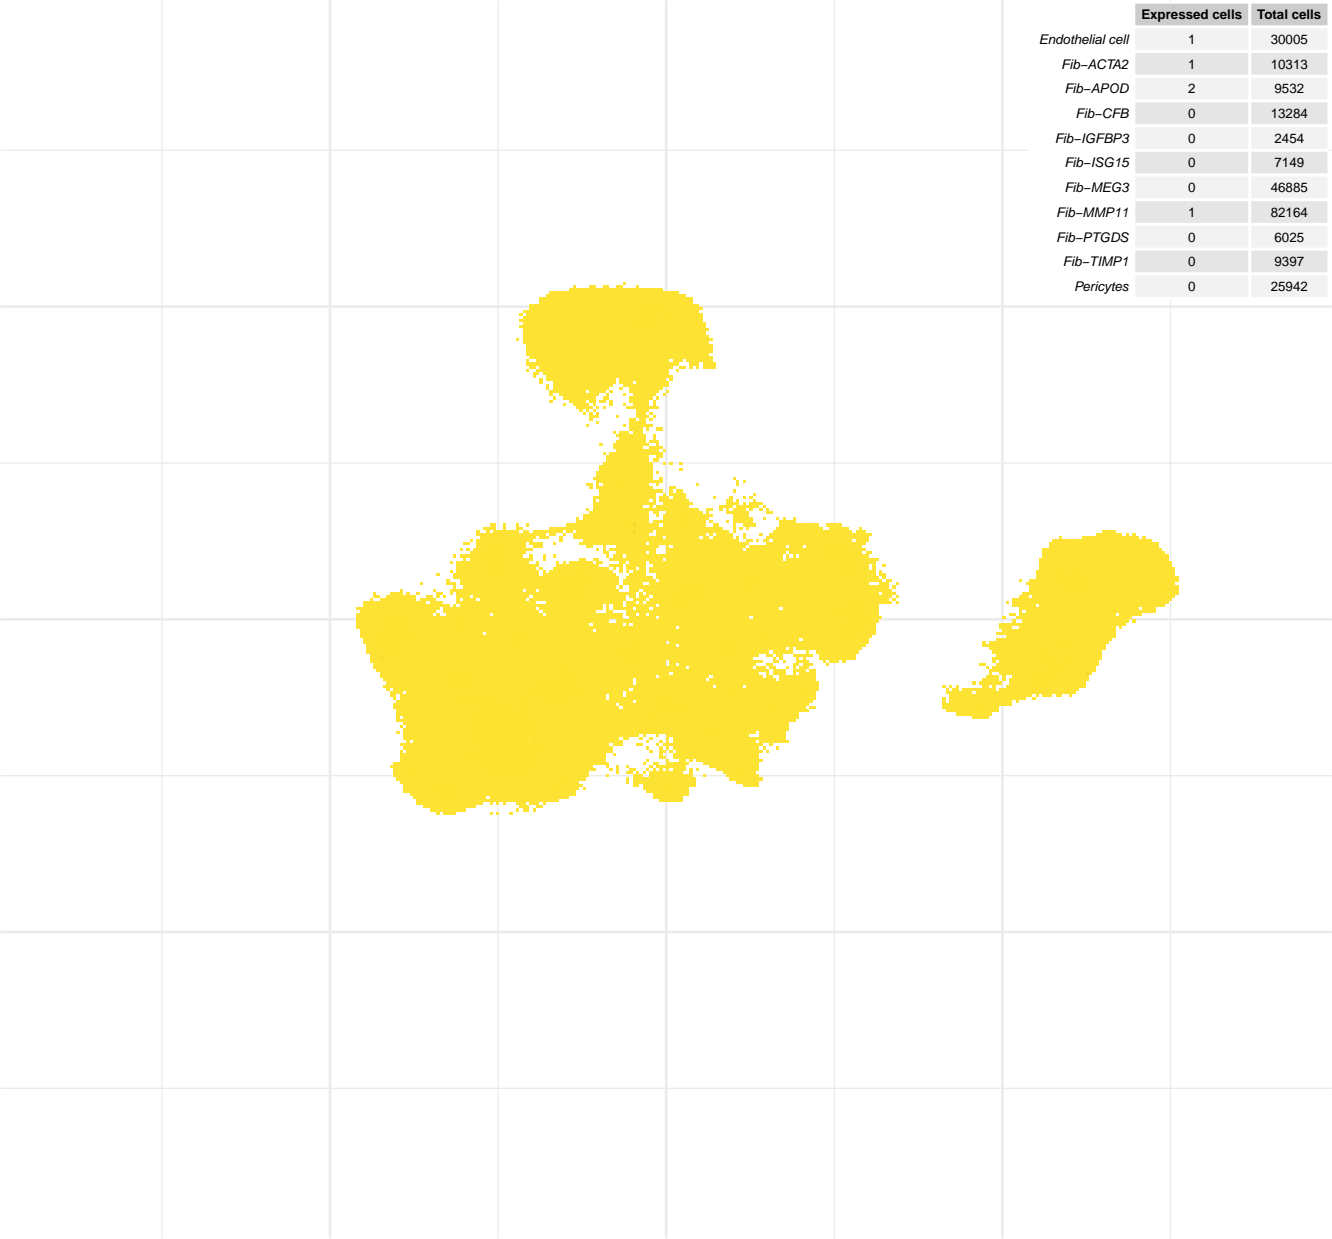 Expressed cells Total cells
Endothelial cell 1 30005
Fib−ACTA2 1 10313
Fib−APOD 2 9532
Fib−CFB 0 13284
Fib−IGFBP3 0 2454
Fib−ISG15 0 7149
Fib−MEG3 0 46885
Fib−MMP11 1 82164
Fib−PTGDS 0 6025
Fib−TIMP1 0 9397
Pericytes 0 25942